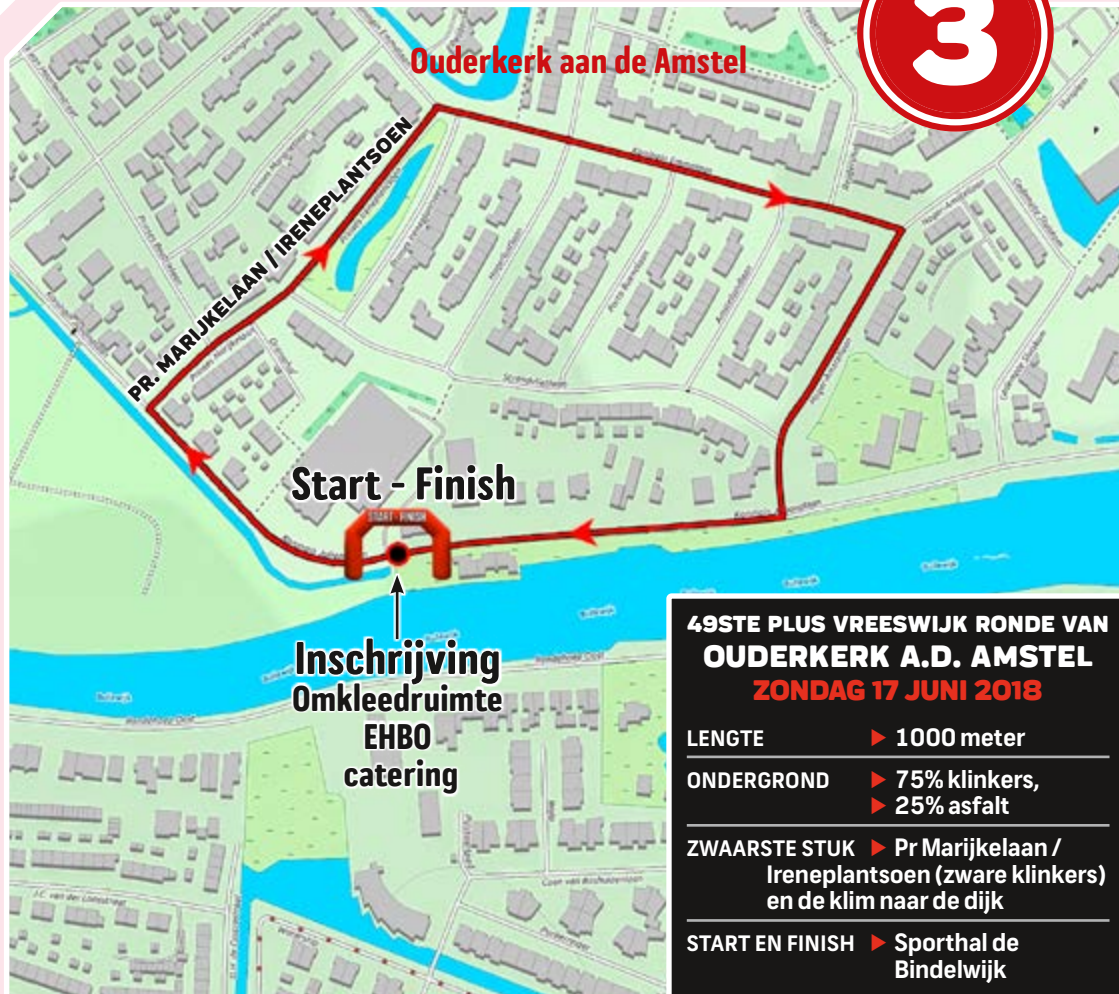 3
Ouderkerk aan de Amstel
PR. MARIJKELAAN / IRENEPLANTSOEN
Start - Finish
START - FINISH
Inschrijving
Omkleedruimte
EHBO
catering
49STE PLUS VREESWIJK RONDE VAN
OUDERKERK A.D. AMSTEL
ZONDAG 17 JUNI 2018
LENGTE ▶ 1000 meter
ONDERGROND ▶ 75% klinkers,
▶ 25% asfalt
ZWAARSTE STUK ▶ Pr Marijkelaan /
Ireneplantsoen (zware klinkers)
en de klim naar de dijk
START EN FINISH ▶ Sporthal de
Bindelwijk